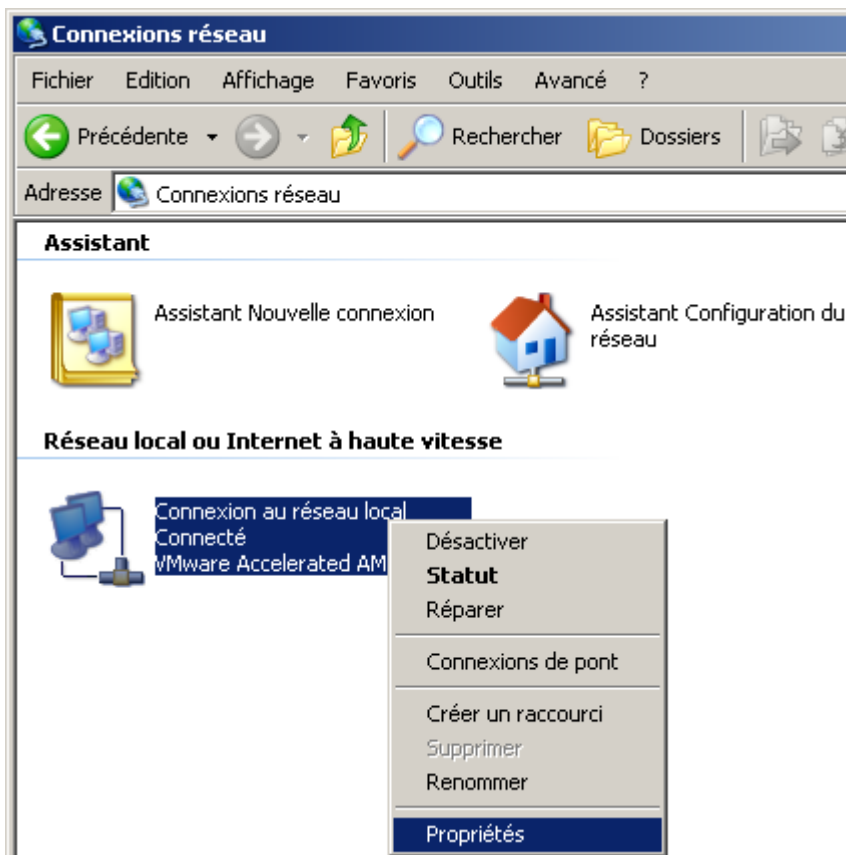 Connexions réseau
Fichier Edition Affichage Favoris Outils Avancé ?
Précédente Rechercher Dossiers
Adresse Connexions réseau
Assistant
Assistant Nouvelle connexion
Assistant Configuration du
réseau
Réseau local ou Internet à haute vitesse
Connexion au réseau local
Connecté
VMware Accelerated AM
Désactiver
Statut
Réparer
Connexions de pont
Créer un raccourci
Supprimer
Renommer
Propriétés